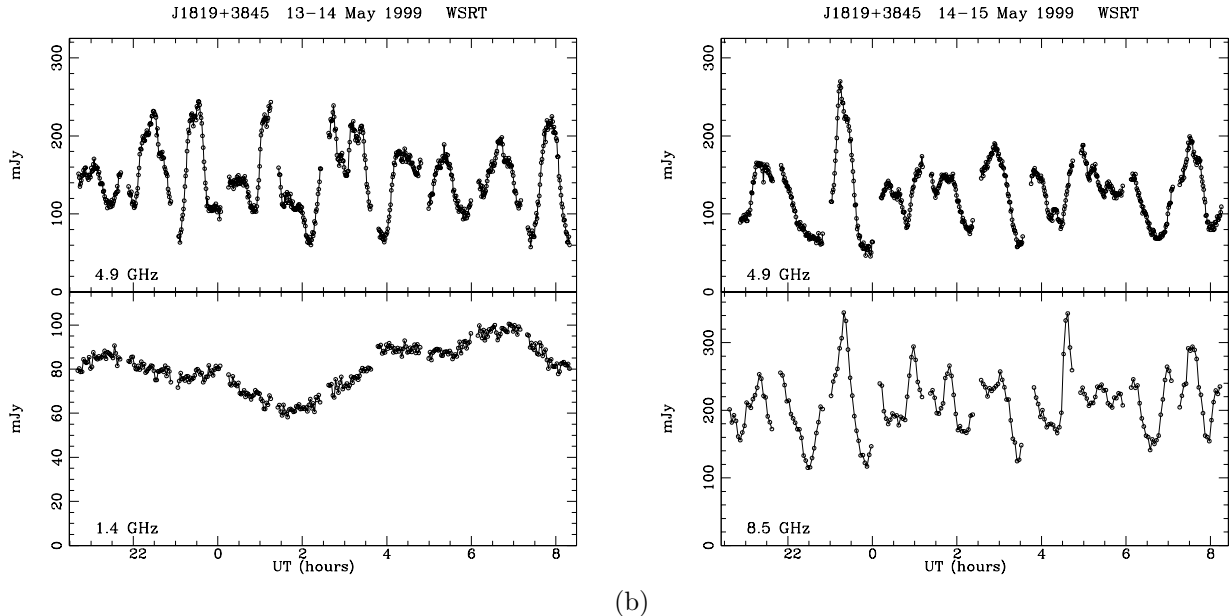 J1819+3845 13-14 May 1999 WSRT
mJy
0 100 200 300
4.9 GHz
mJy
0 20 40 60 80 100
1.4 GHz
22 0 2 4 6 8
UT (hours)
J1819+3845 14-15 May 1999 WSRT
mJy
0 100 200 300
4.9 GHz
mJy
0 100 200 300
8.5 GHz
22 0 2 4 6 8
UT (hours)
(b)